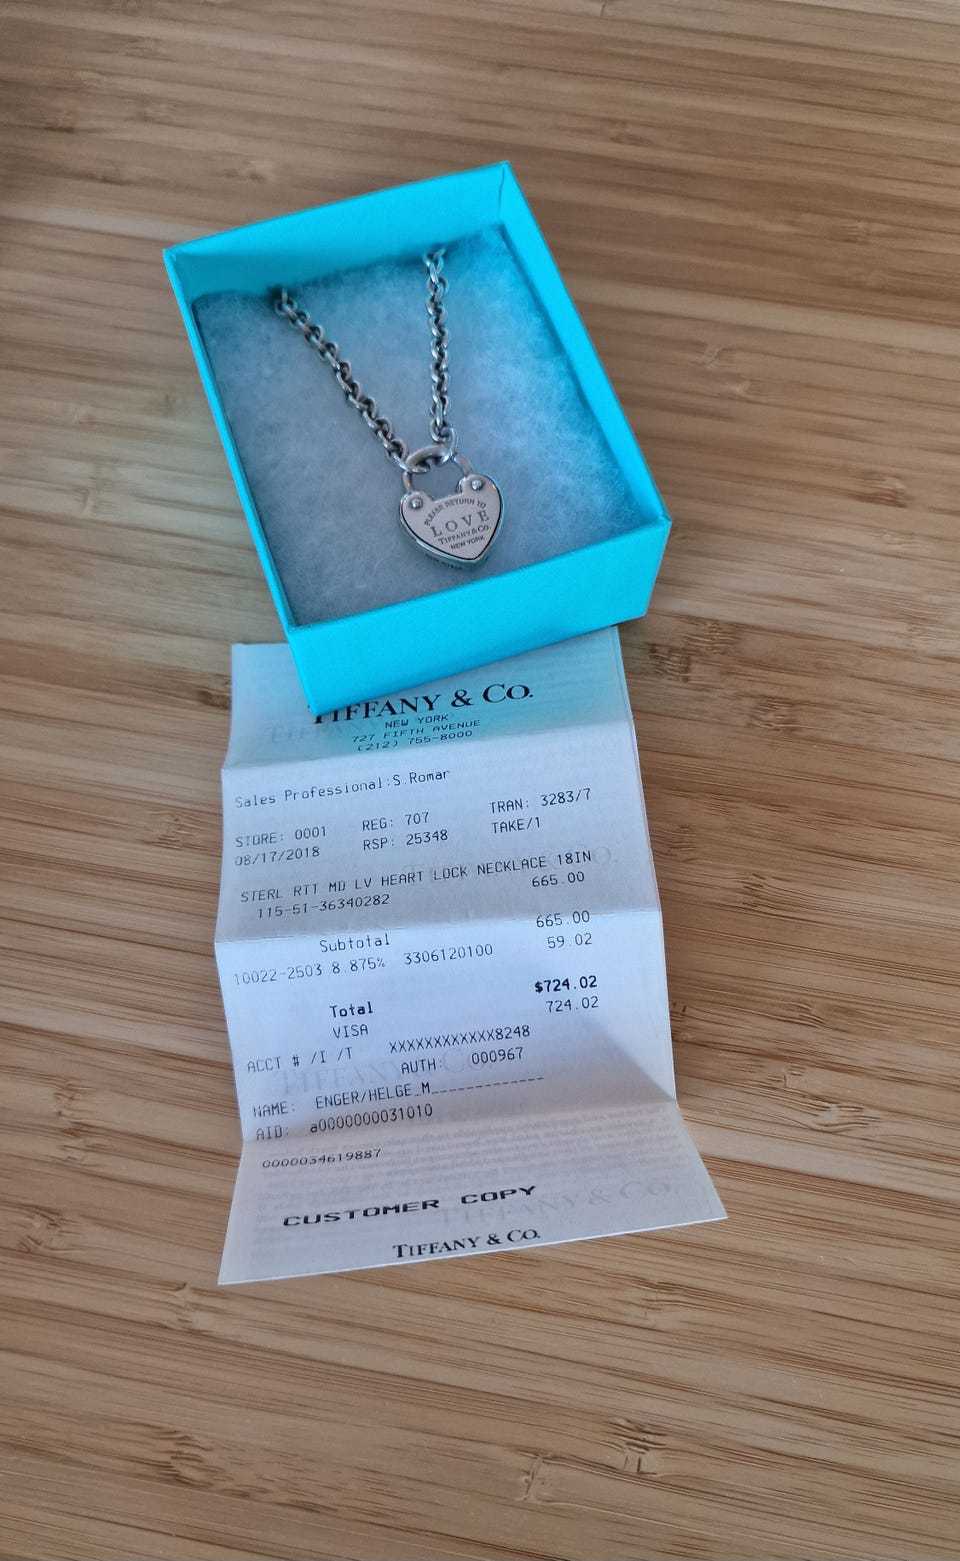 PLEASE RETURN TO
LOVE
TIFFANY&CO.
NEW YORK
TIFFANY & CO.
NEW YORK
727 FIFTH AVENUE
(212) 755-8000
Sales Professional:S.Romar
STORE: 0001 REG: 707 TRAN: 3283/7
08/17/2018 RSP: 25348 TAKE/1
STERL RTT MD LV HEART LOCK NECKLACE 18IN
115-51-36340282 665.00
Subtotal 665.00
10022-2503 8.875% 3306120100 59.02
Total $724.02
VISA 724.02
ACCT # /I /T XXXXXXXXXXXX8248
AUTH: 000967
NAME: ENGER/HELGE_M_____________
AID: a0000000031010
0000034619887
CUSTOMER COPY
TIFFANY & CO.